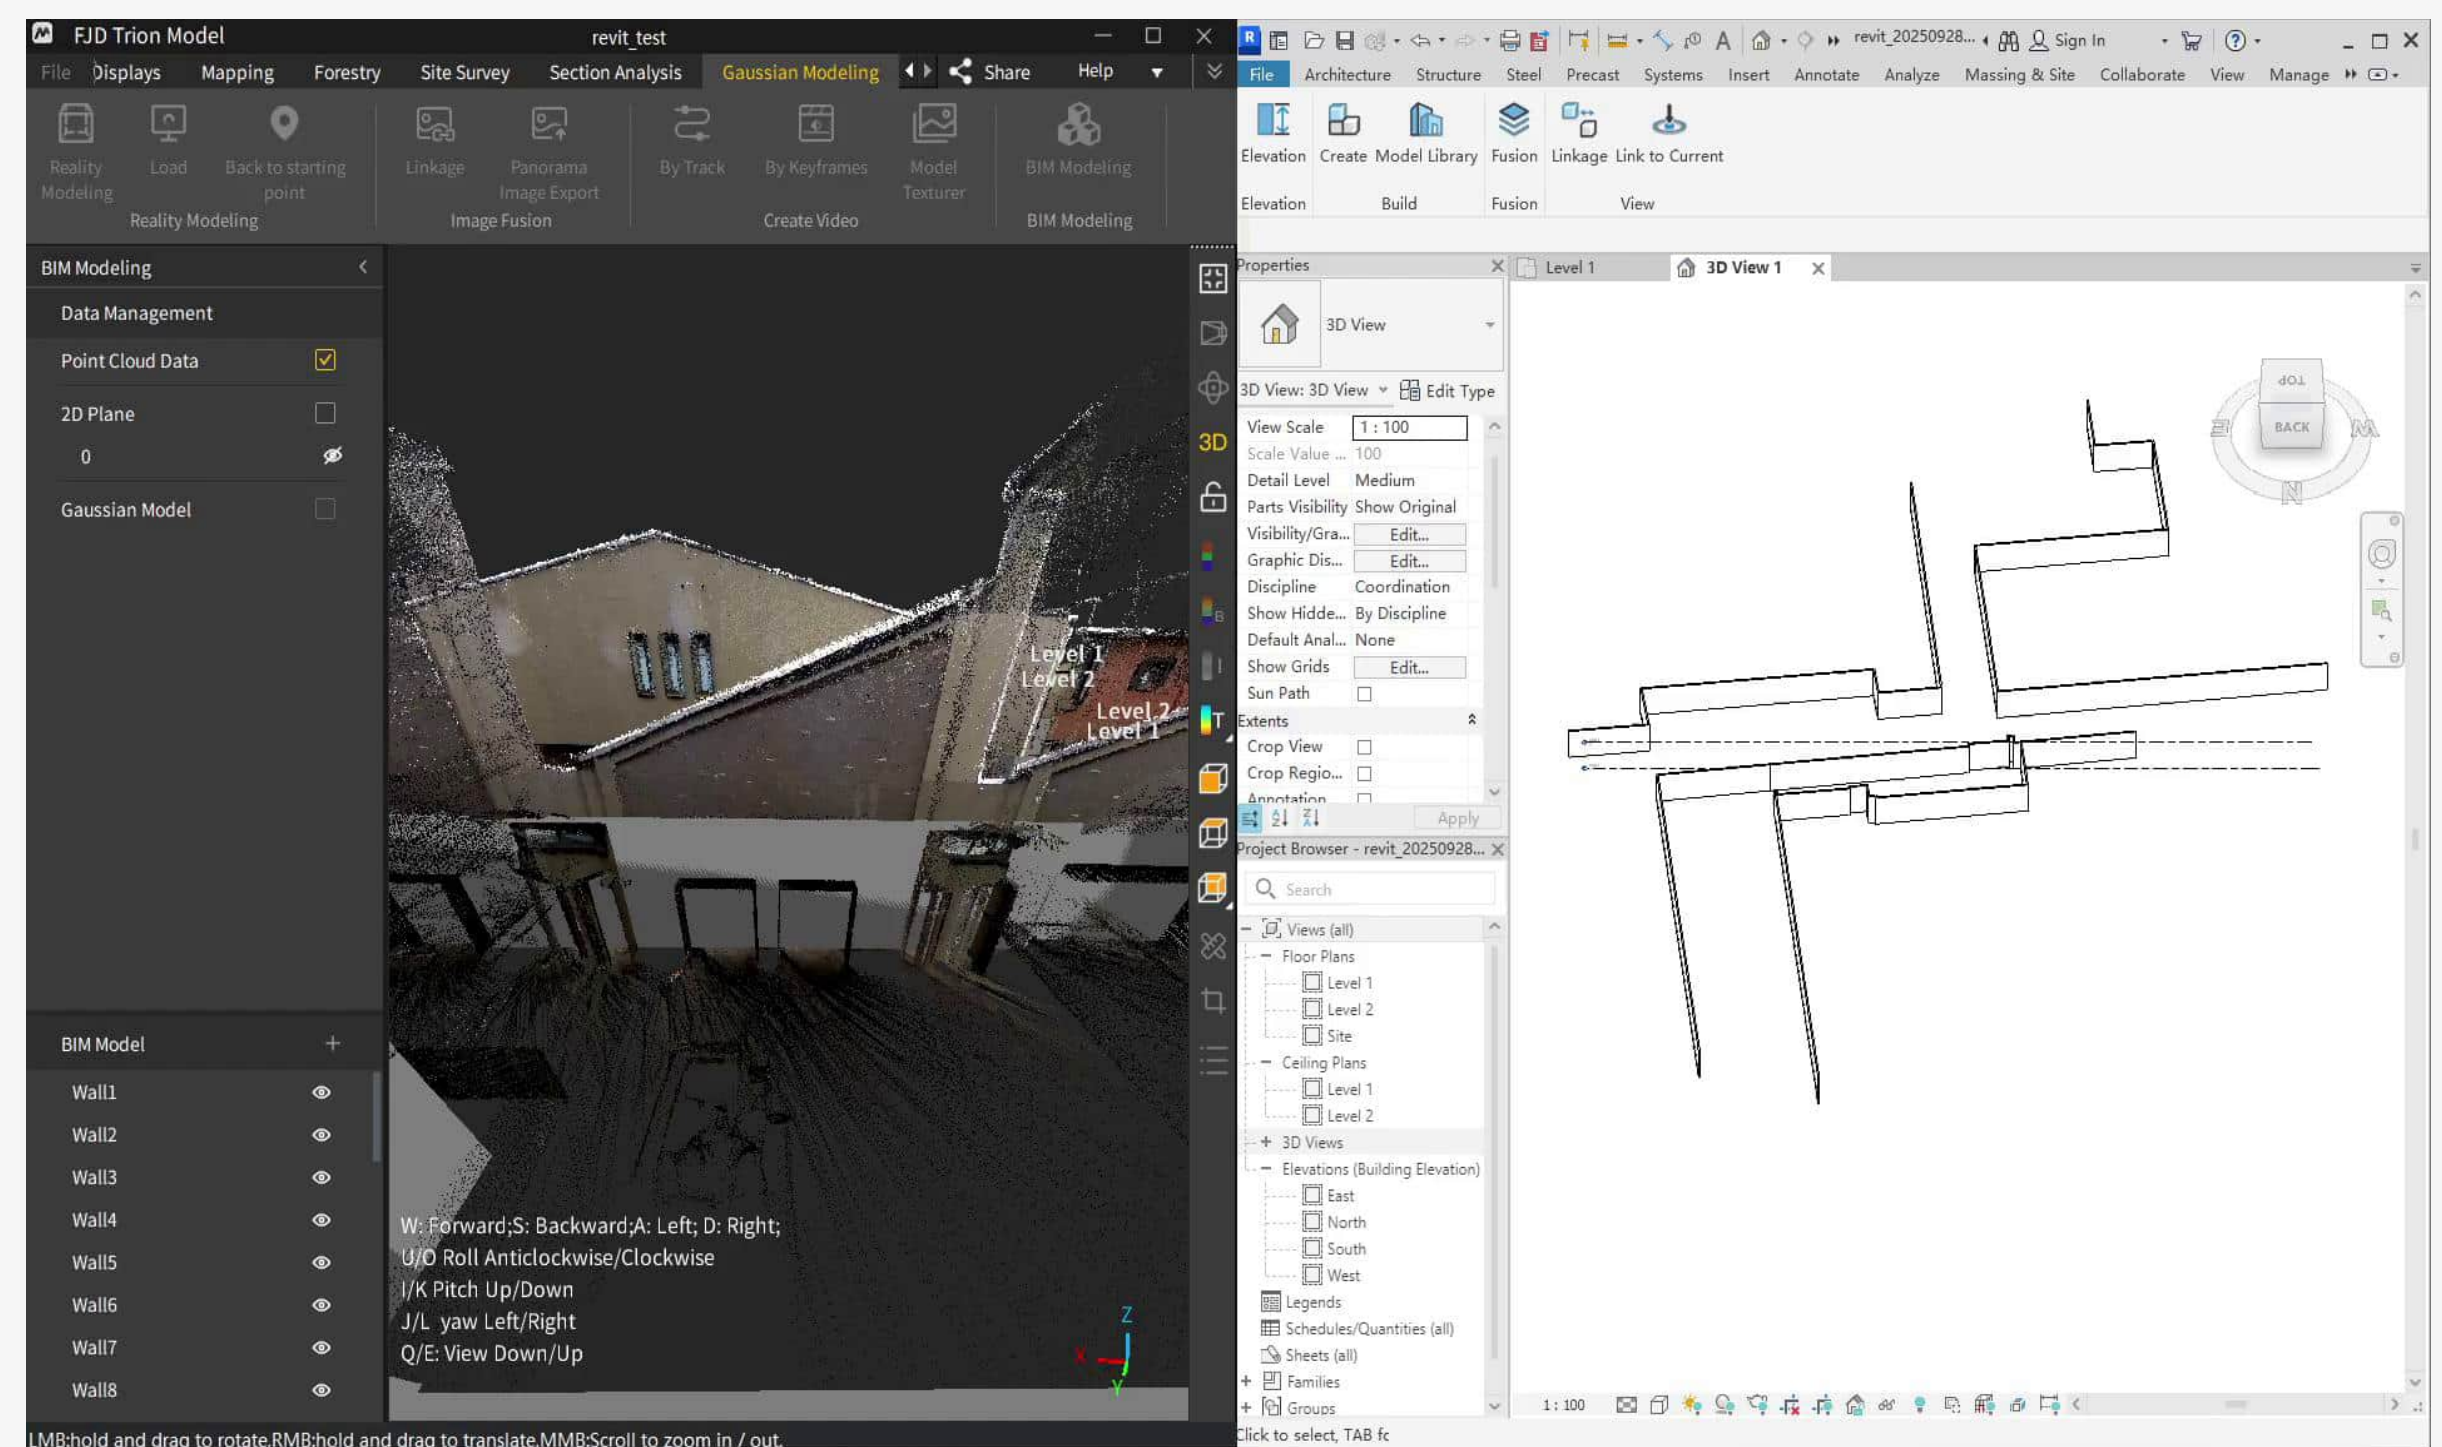 FJD Trion Model
revit_test
File Displays Mapping Forestry Site Survey Section Analysis Gaussian Modeling Share Help
Reality Modeling
Load
Back to starting point
Linkage
Panorama Image Export
By Track
By Keyframes
Model Texturer
BIM Modeling
Reality Modeling
Image Fusion
Create Video
BIM Modeling
BIM Modeling
Data Management
Point Cloud Data
2D Plane
0
Gaussian Model
BIM Model
Wall1
Wall2
Wall3
Wall4
Wall5
Wall6
Wall7
Wall8
Level 1
Level 2
Level 2
Level 1
W: Forward;S: Backward;A: Left; D: Right;
U/O Roll Anticlockwise/Clockwise
I/K Pitch Up/Down
J/L yaw Left/Right
Q/E: View Down/Up
Z
X
Y
3D
B
I
T
LMB:hold and drag to rotate,RMB:hold and drag to translate,MMB:Scroll to zoom in / out.
R
A
revit_20250928...
Sign In
File Architecture Structure Steel Precast Systems Insert Annotate Analyze Massing & Site Collaborate View Manage
Elevation Create Model Library Fusion Linkage Link to Current
Elevation Build Fusion View
Properties
3D View
3D View: 3D View Edit Type
View Scale 1 : 100
Scale Value ... 100
Detail Level Medium
Parts Visibility Show Original
Visibility/Gra... Edit...
Graphic Dis... Edit...
Discipline Coordination
Show Hidde... By Discipline
Default Anal... None
Show Grids Edit...
Sun Path
Extents
Crop View
Crop Regio...
Annotation
Apply
Project Browser - revit_20250928...
Search
Views (all)
Floor Plans
Level 1
Level 2
Site
Ceiling Plans
Level 1
Level 2
3D Views
Elevations (Building Elevation)
East
North
South
West
Legends
Schedules/Quantities (all)
Sheets (all)
Families
Groups
Level 1
3D View 1
TOP
BACK
E
W
N
1 : 100
Click to select, TAB fc